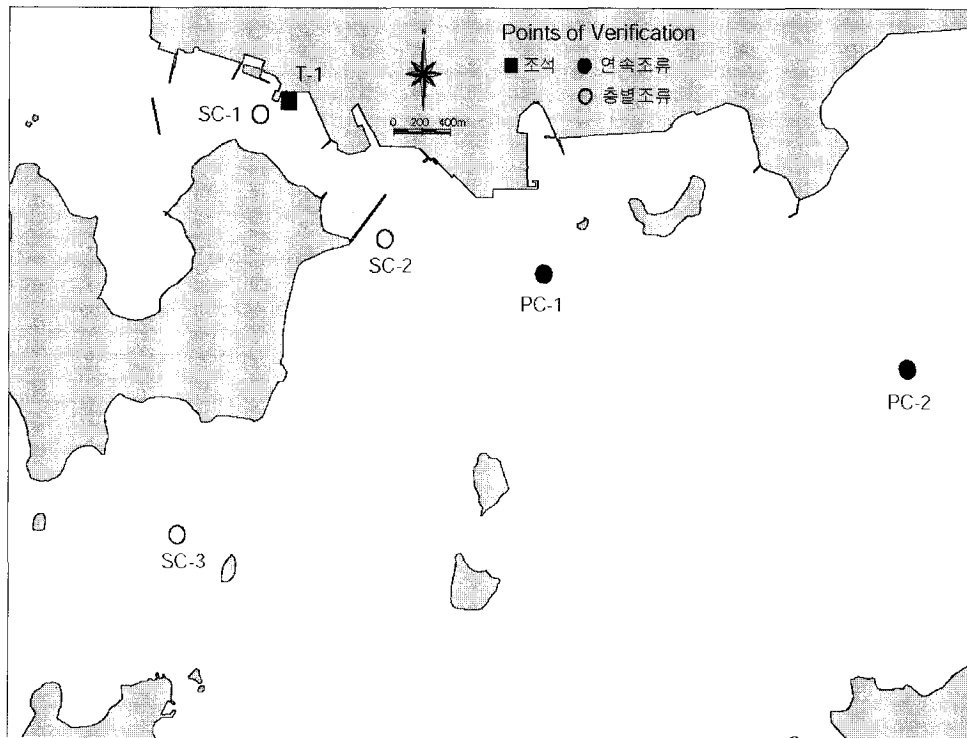 Points of Verification
■ 조석 ● 연속조류
○ 층별조류
N
0 200 400m
T-1
SC-1
SC-2
PC-1
PC-2
SC-3